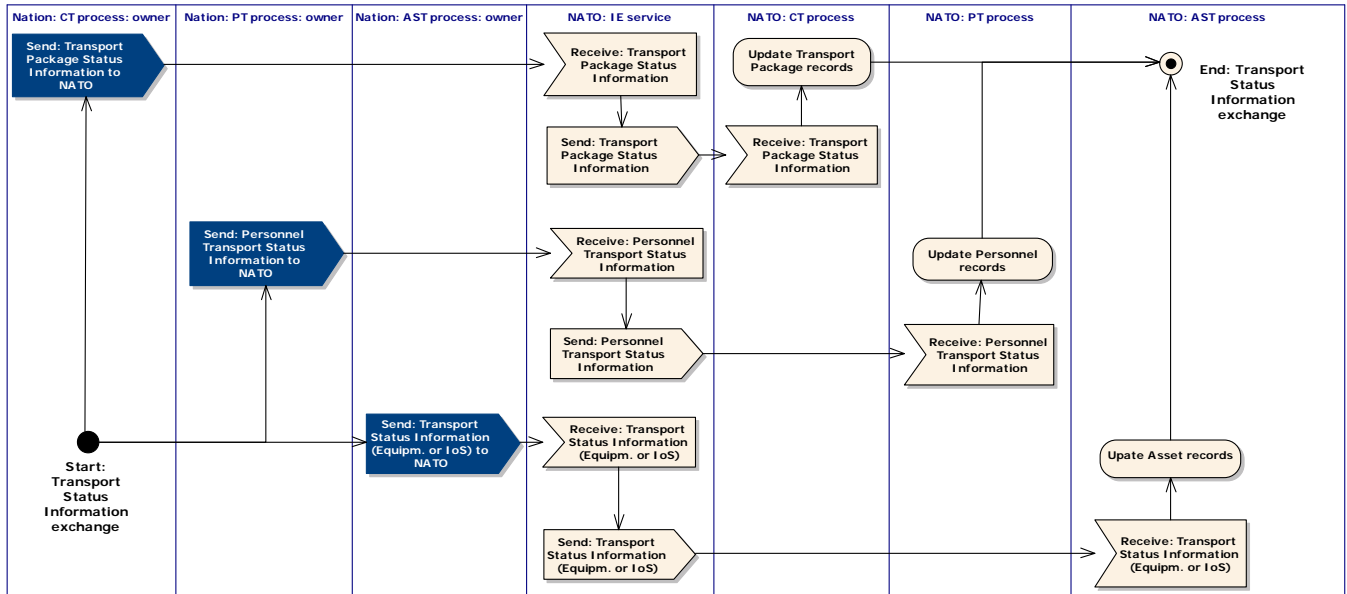 Nation: CT process: owner
Nation: PT process: owner
Nation: AST process: owner
NATO: IE service
NATO: CT process
NATO: PT process
NATO: AST process
Send: Transport
Package Status
Information to
NATO
Receive: Transport
Package Status
Information
Update Transport
Package records
End: Transport
Status
Information
exchange
Send: Transport
Package Status
Information
Receive: Transport
Package Status
Information
Send: Personnel
Transport Status
Information to
NATO
Receive: Personnel
Transport Status
Information
Update Personnel
records
Send: Personnel
Transport Status
Information
Receive: Personnel
Transport Status
Information
Start:
Transport
Status
Information
exchange
Send: Transport
Status Information
(Equipm. or IoS) to
NATO
Receive: Transport
Status Information
(Equipm. or IoS)
Upate Asset records
Send: Transport
Status Information
(Equipm. or IoS)
Receive: Transport
Status Information
(Equipm. or IoS)